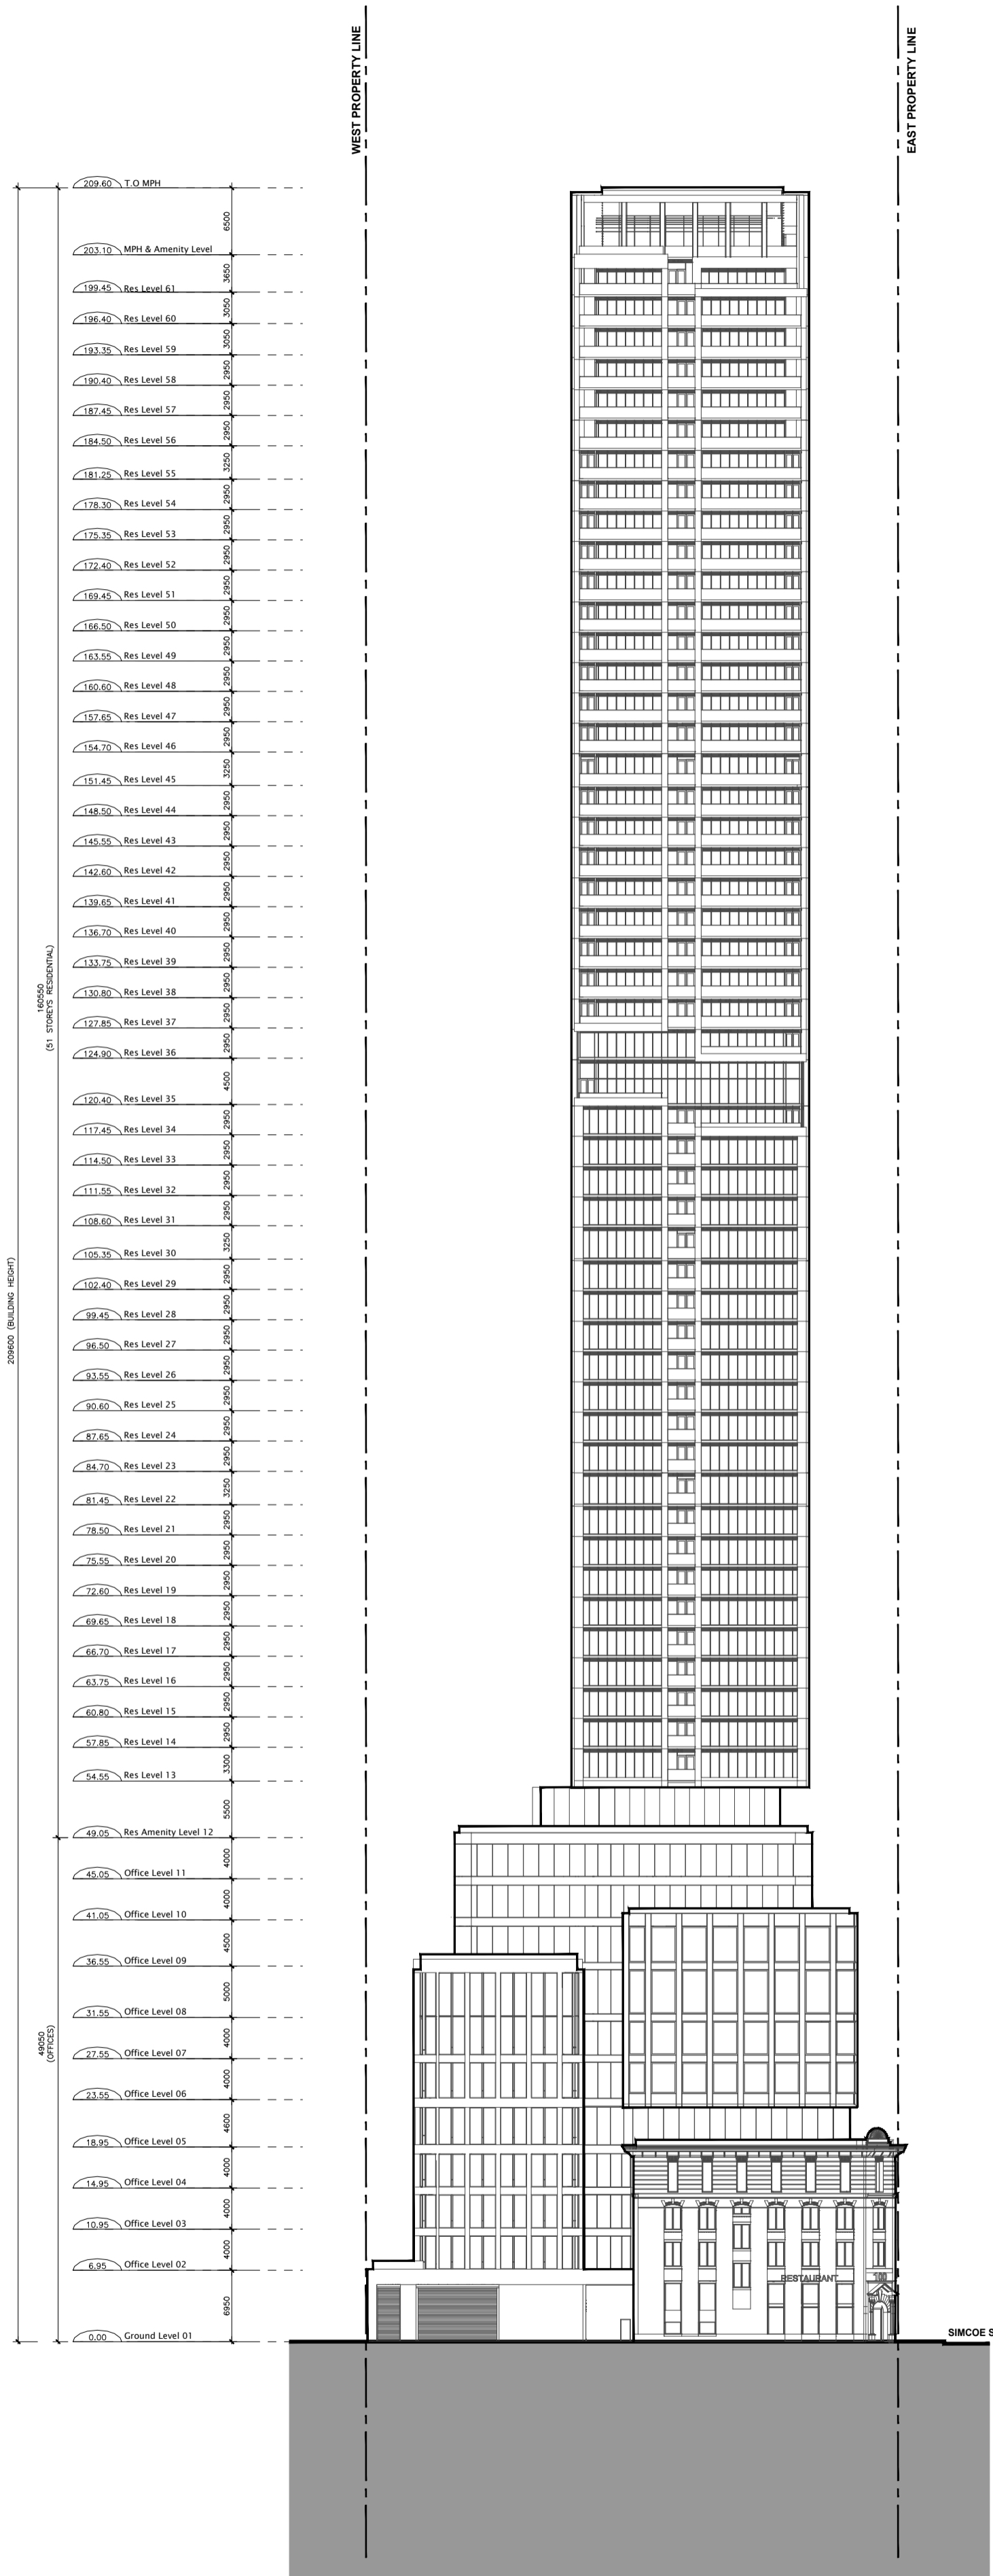 WEST PROPERTY LINE
EAST PROPERTY LINE
209.60 T.O MPH
6500
203.10 MPH & Amenity Level
3650
199.45 Res Level 61
3050
196.40 Res Level 60
3050
193.35 Res Level 59
2950
190.40 Res Level 58
2950
187.45 Res Level 57
2950
184.50 Res Level 56
3250
181.25 Res Level 55
2950
178.30 Res Level 54
2950
175.35 Res Level 53
2950
172.40 Res Level 52
2950
169.45 Res Level 51
2950
166.50 Res Level 50
2950
163.55 Res Level 49
2950
160.60 Res Level 48
2950
157.65 Res Level 47
2950
154.70 Res Level 46
3250
151.45 Res Level 45
2950
148.50 Res Level 44
2950
145.55 Res Level 43
2950
142.60 Res Level 42
2950
139.65 Res Level 41
2950
136.70 Res Level 40
2950
133.75 Res Level 39
2950
130.80 Res Level 38
2950
127.85 Res Level 37
2950
124.90 Res Level 36
4500
120.40 Res Level 35
2950
117.45 Res Level 34
2950
114.50 Res Level 33
2950
111.55 Res Level 32
2950
108.60 Res Level 31
3250
105.35 Res Level 30
2950
102.40 Res Level 29
2950
99.45 Res Level 28
2950
96.50 Res Level 27
2950
93.55 Res Level 26
2950
90.60 Res Level 25
2950
87.65 Res Level 24
2950
84.70 Res Level 23
3250
81.45 Res Level 22
2950
78.50 Res Level 21
2950
75.55 Res Level 20
2950
72.60 Res Level 19
2950
69.65 Res Level 18
2950
66.70 Res Level 17
2950
63.75 Res Level 16
2950
60.80 Res Level 15
2950
57.85 Res Level 14
3300
54.55 Res Level 13
5500
49.05 Res Amenity Level 12
4000
45.05 Office Level 11
4000
41.05 Office Level 10
4500
36.55 Office Level 09
5000
31.55 Office Level 08
4000
27.55 Office Level 07
4000
23.55 Office Level 06
4600
18.95 Office Level 05
4000
14.95 Office Level 04
4000
10.95 Office Level 03
4000
6.95 Office Level 02
6950
0.00 Ground Level 01
160550
(51 STOREYS RESIDENTIAL)
209600 (BUILDING HEIGHT)
49050
(OFFICES)
RESTAURANT
100
SIMCOE S